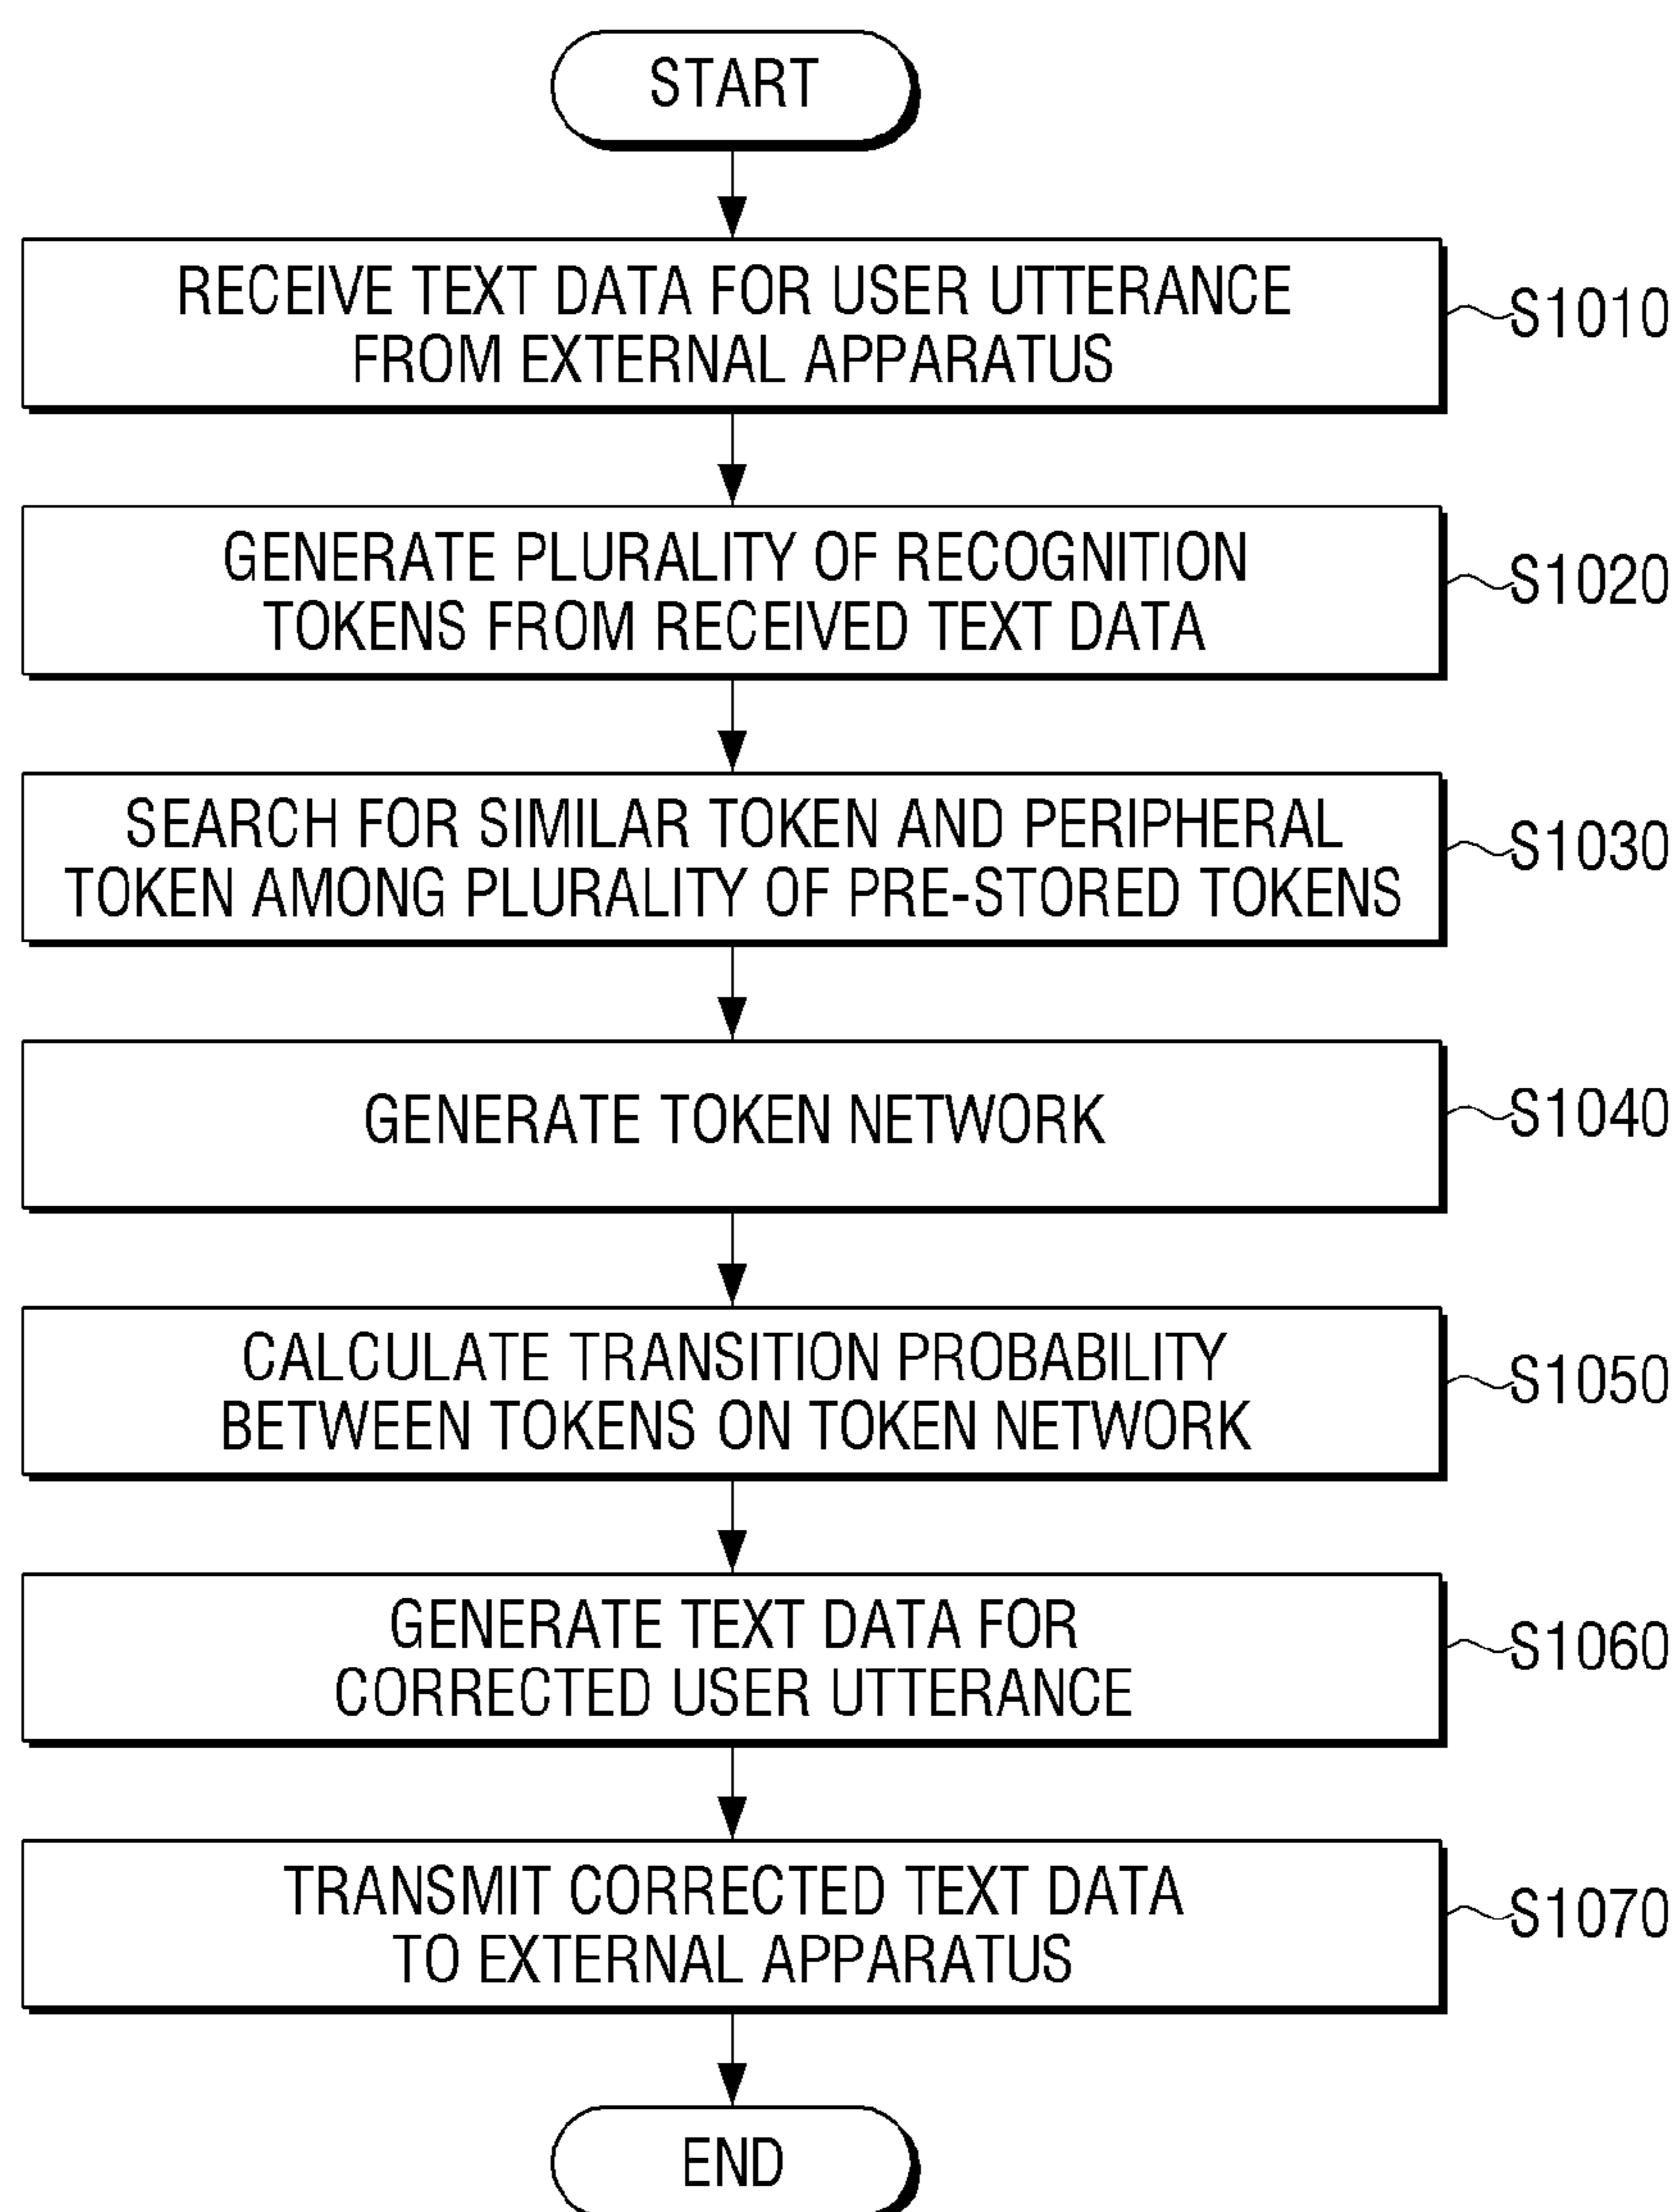 START
RECEIVE TEXT DATA FOR USER UTTERANCE
FROM EXTERNAL APPARATUS
S1010
GENERATE PLURALITY OF RECOGNITION
TOKENS FROM RECEIVED TEXT DATA
S1020
SEARCH FOR SIMILAR TOKEN AND PERIPHERAL
TOKEN AMONG PLURALITY OF PRE-STORED TOKENS
S1030
GENERATE TOKEN NETWORK
S1040
CALCULATE TRANSITION PROBABILITY
BETWEEN TOKENS ON TOKEN NETWORK
S1050
GENERATE TEXT DATA FOR
CORRECTED USER UTTERANCE
S1060
TRANSMIT CORRECTED TEXT DATA
TO EXTERNAL APPARATUS
S1070
END